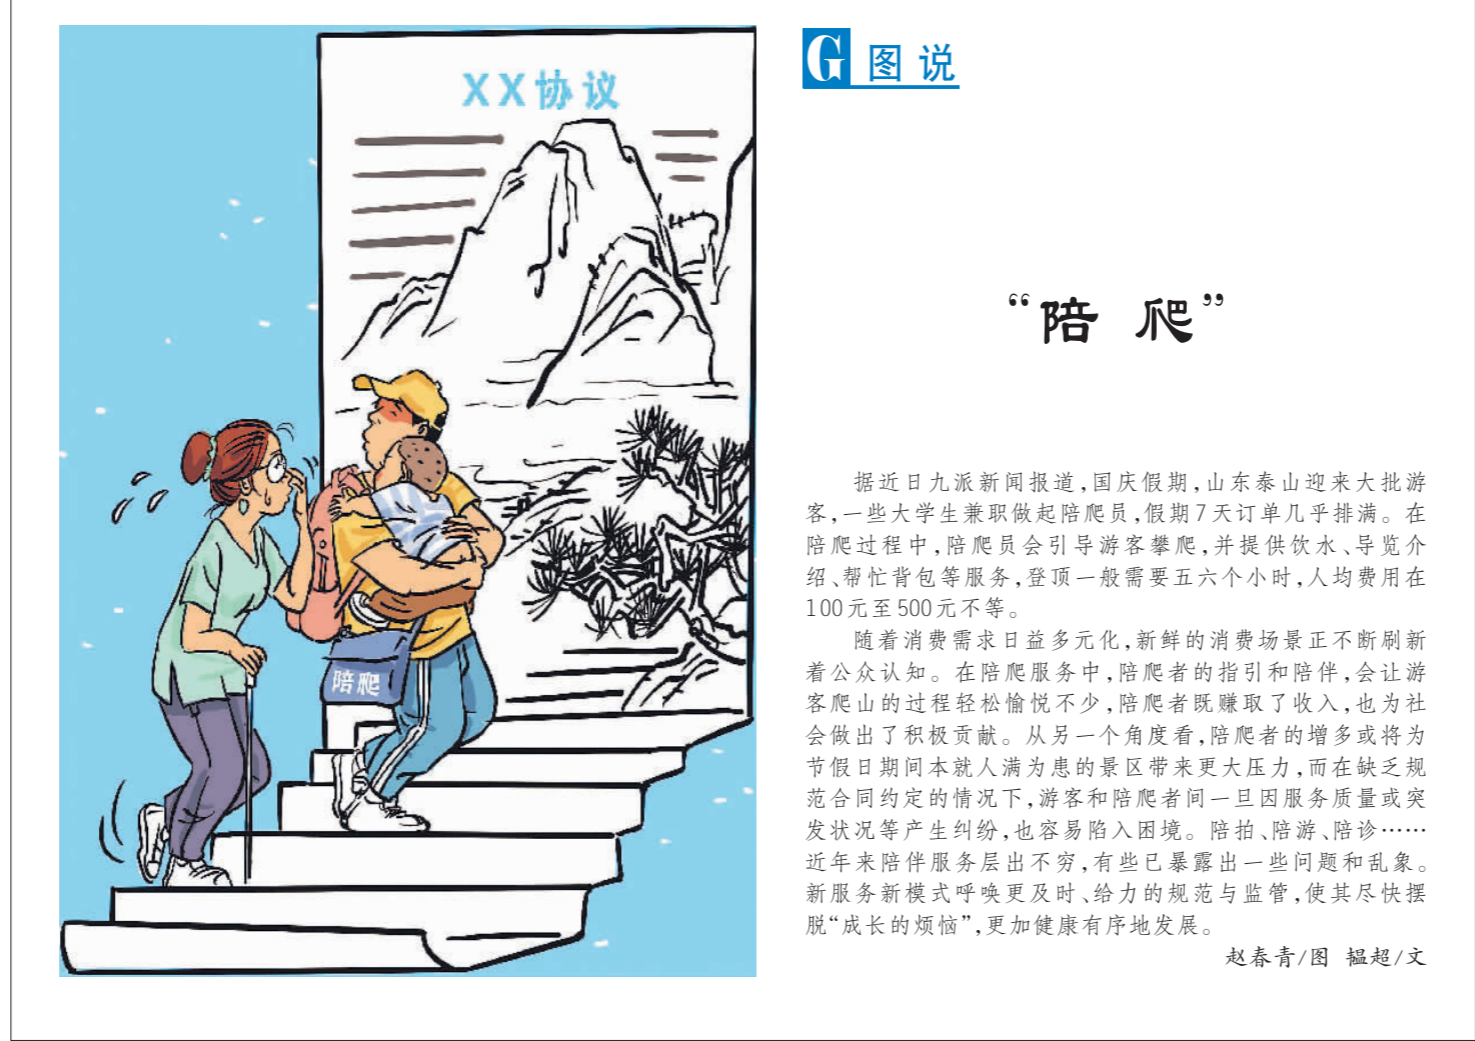 XX协议
陪爬
G 图说
“陪 爬”
据近日九派新闻报道,国庆假期,山东泰山迎来大批游
客,一些大学生兼职做起陪爬员,假期7天订单几乎排满。在
陪爬过程中,陪爬员会引导游客攀爬,并提供饮水、导览介
绍、帮忙背包等服务,登顶一般需要五六个小时,人均费用在
100元至500元不等。
随着消费需求日益多元化,新鲜的消费场景正不断刷新
着公众认知。在陪爬服务中,陪爬者的指引和陪伴,会让游
客爬山的过程轻松愉悦不少,陪爬者既赚取了收入,也为社
会做出了积极贡献。从另一个角度看,陪爬者的增多或将为
节假日期间本就人满为患的景区带来更大压力,而在缺乏规
范合同约定的情况下,游客和陪爬者间一旦因服务质量或突
发状况等产生纠纷,也容易陷入困境。陪拍、陪游、陪诊……
近年来陪伴服务层出不穷,有些已暴露出一些问题和乱象。
新服务新模式呼唤更及时、给力的规范与监管,使其尽快摆
脱“成长的烦恼”,更加健康有序地发展。
赵春青/图 韫超/文